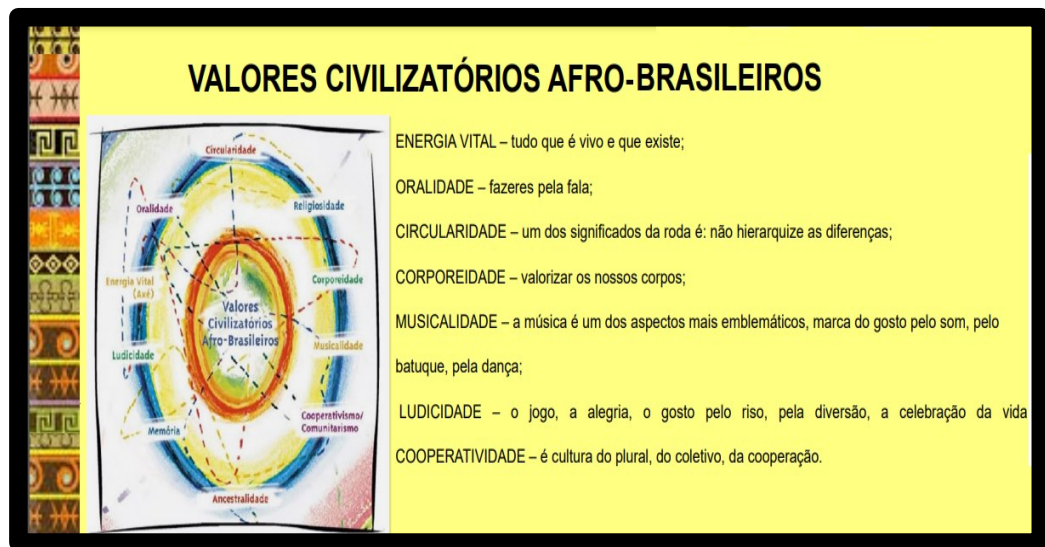 VALORES CIVILIZATÓRIOS AFRO-BRASILEIROS
Circularidade
Oralidade
Religiosidade
Energia Vital
(Axé)
Corporeidade
Valores
Civilizatórios
Afro-Brasileiros
Ludicidade
Musicalidade
Memória
Cooperativismo/
Comunitarismo
Ancestralidade
ENERGIA VITAL – tudo que é vivo e que existe;
ORALIDADE – fazeres pela fala;
CIRCULARIDADE – um dos significados da roda é: não hierarquize as diferenças;
CORPOREIDADE – valorizar os nossos corpos;
MUSICALIDADE – a música é um dos aspectos mais emblemáticos, marca do gosto pelo som, pelo
batuque, pela dança;
LUDICIDADE – o jogo, a alegria, o gosto pelo riso, pela diversão, a celebração da vida
COOPERATIVIDADE – é cultura do plural, do coletivo, da cooperação.